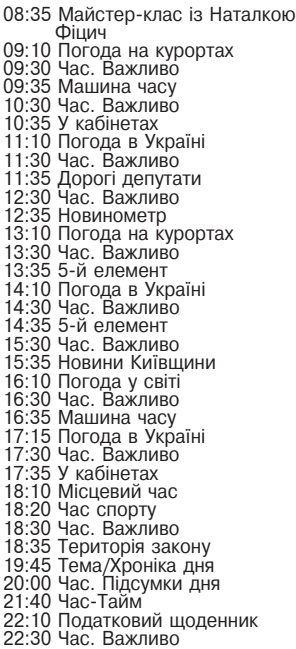 08:35 Майстер-клас із Наталкою
Фіцич
09:10 Погода на курортах
09:30 Час. Важливо
09:35 Машина часу
10:30 Час. Важливо
10:35 У кабінетах
11:10 Погода в Україні
11:30 Час. Важливо
11:35 Дорогі депутати
12:30 Час. Важливо
12:35 Новинометр
13:10 Погода на курортах
13:30 Час. Важливо
13:35 5-й елемент
14:10 Погода в Україні
14:30 Час. Важливо
14:35 5-й елемент
15:30 Час. Важливо
15:35 Новини Київщини
16:10 Погода у світі
16:30 Час. Важливо
16:35 Машина часу
17:15 Погода в Україні
17:30 Час. Важливо
17:35 У кабінетах
18:10 Місцевий час
18:20 Час спорту
18:30 Час. Важливо
18:35 Територія закону
19:45 Тема/Хроніка дня
20:00 Час. Підсумки дня
21:40 Час-Тайм
22:10 Податковий щоденник
22:30 Час. Важливо